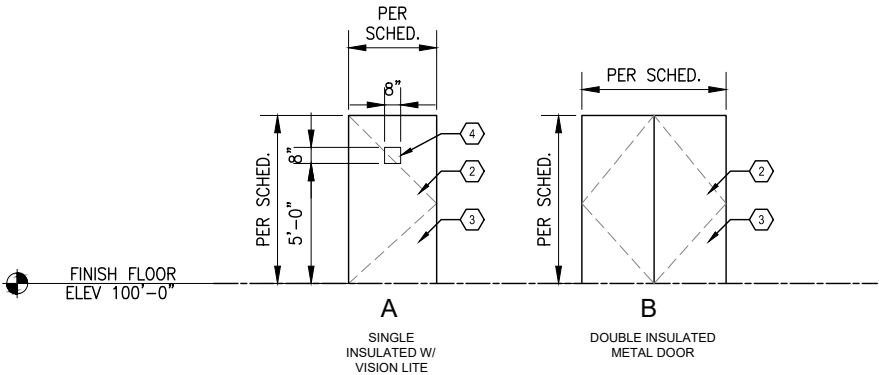 PER
SCHED.
8"
PER SCHED.
4
8"
2
2
PER SCHED.
5'-0"
PER SCHED.
3
3
FINISH FLOOR
ELEV 100'-0"
A
B
SINGLE
INSULATED W/
VISION LITE
DOUBLE INSULATED
METAL DOOR